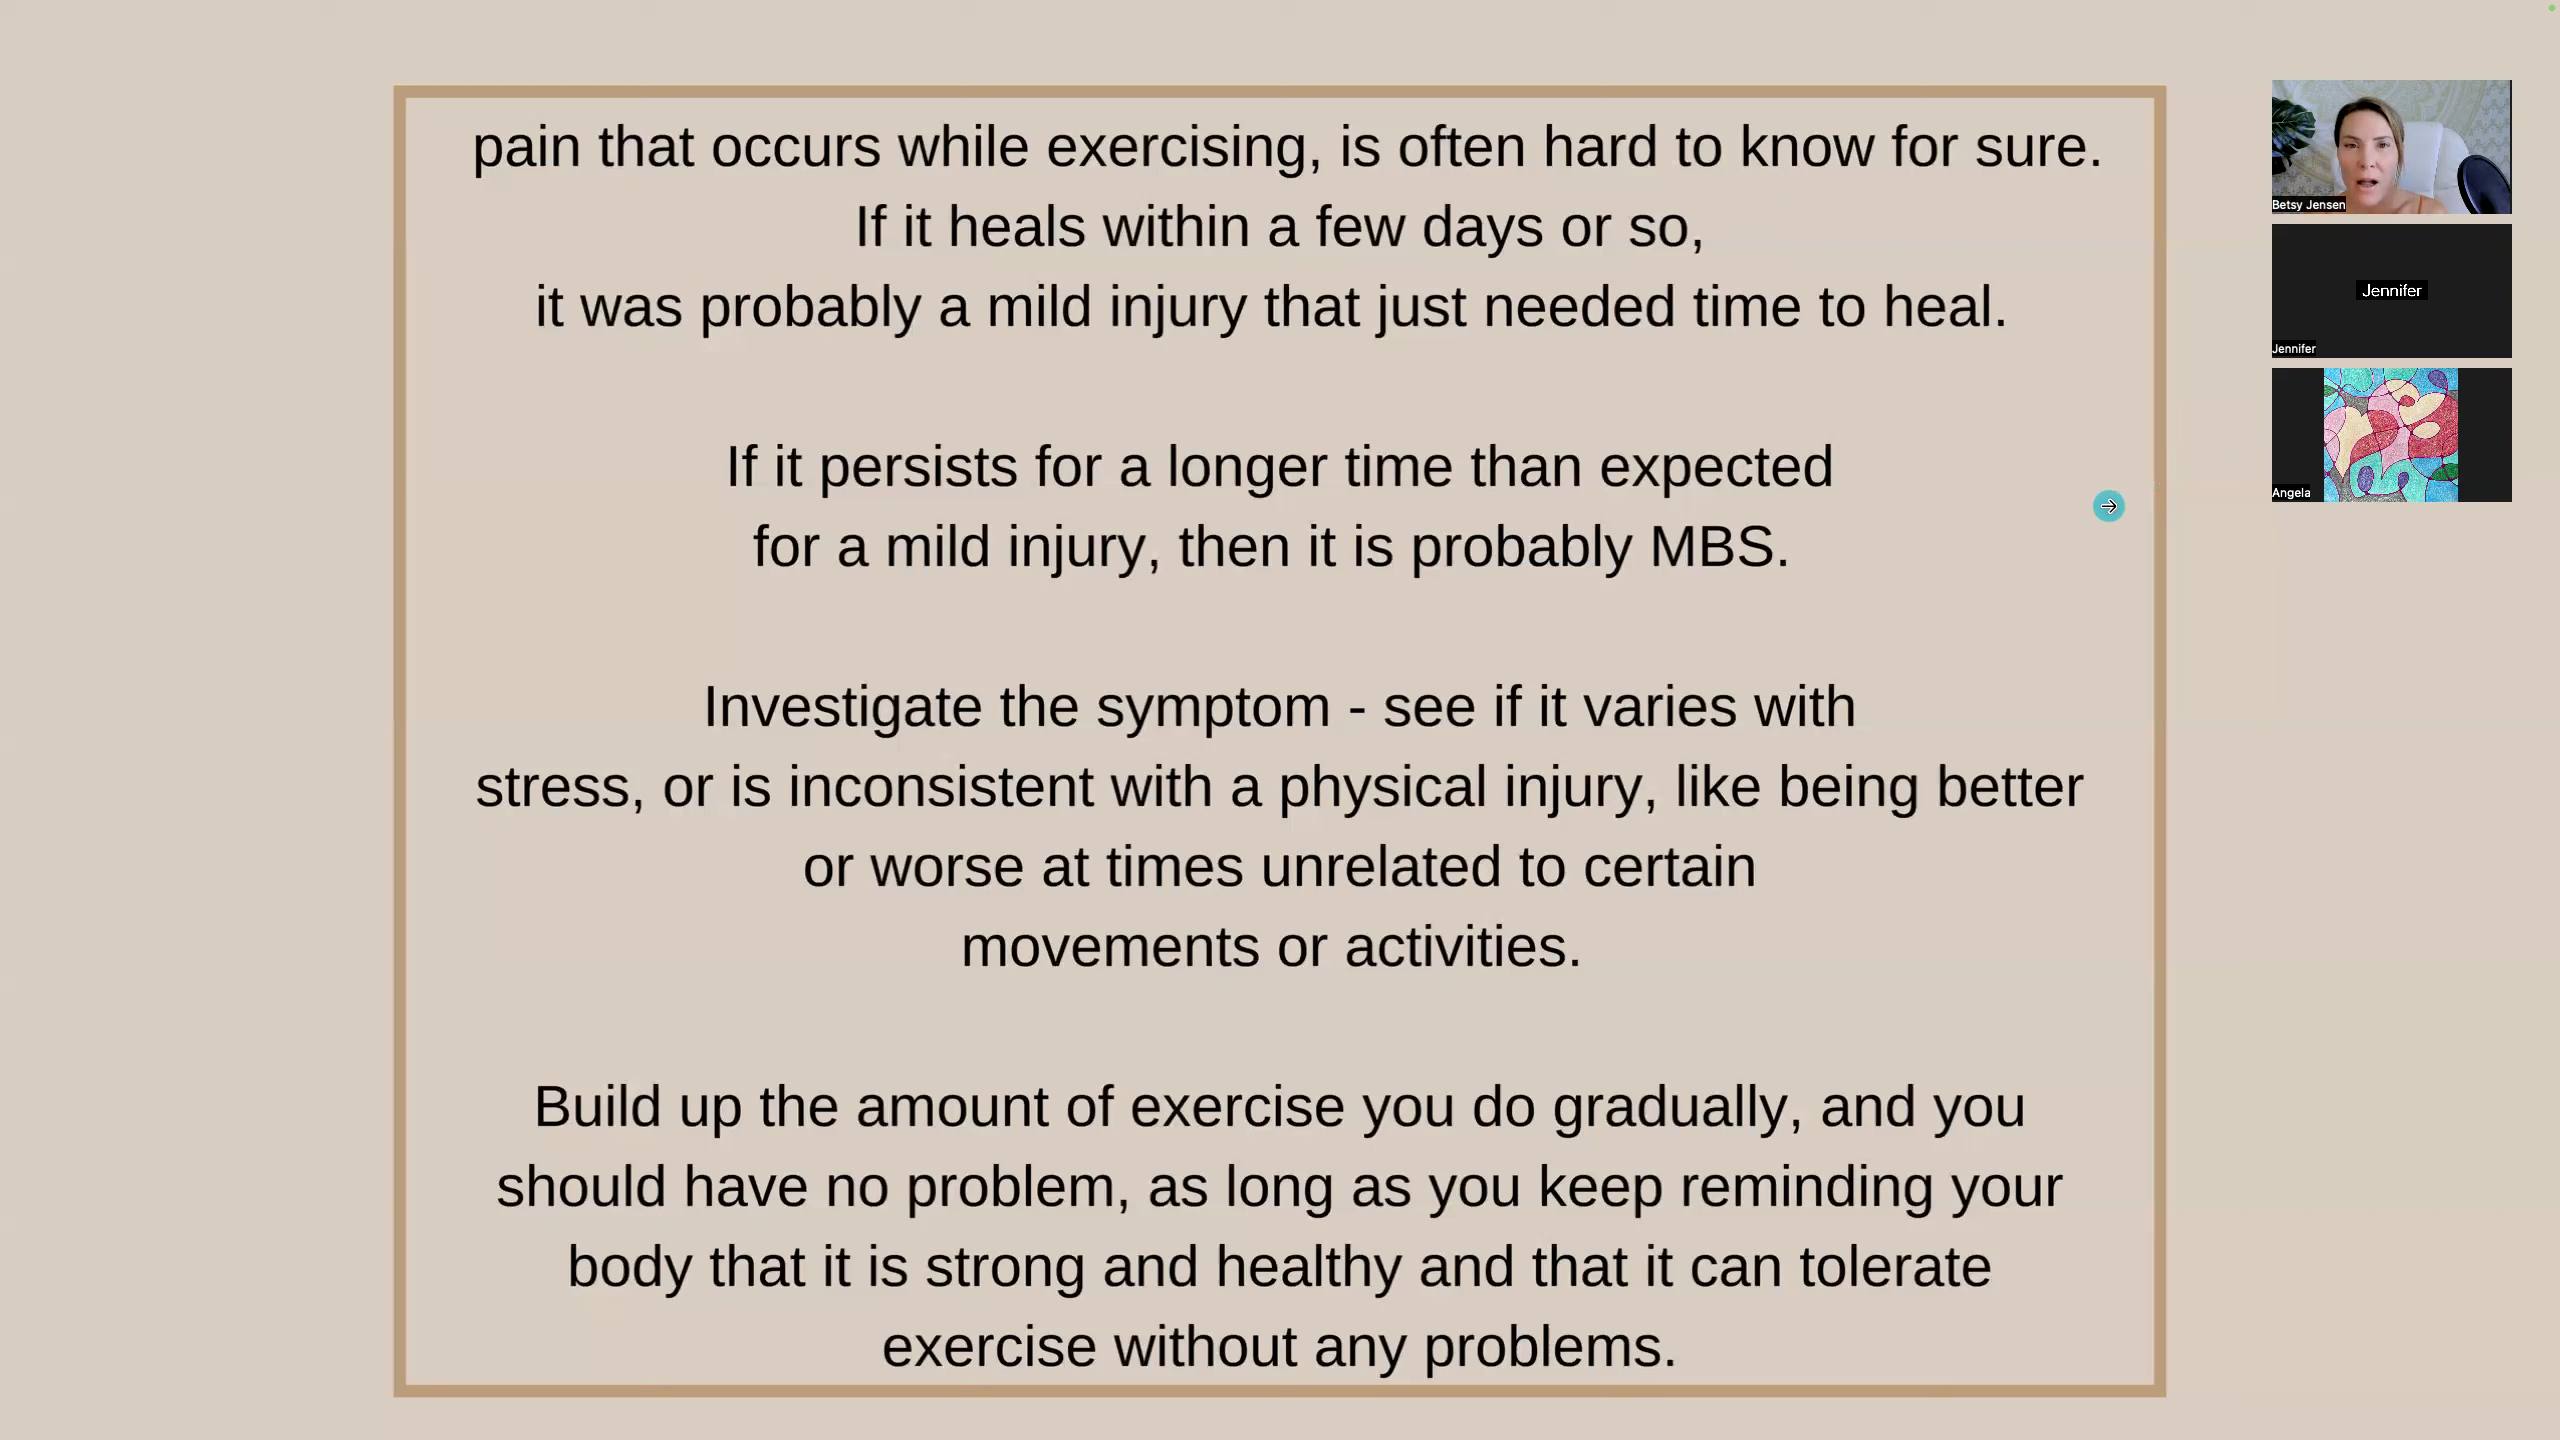 pain that occurs while exercising, is often hard to know for sure.
If it heals within a few days or so,
it was probably a mild injury that just needed time to heal.
If it persists for a longer time than expected
for a mild injury, then it is probably MBS.
Investigate the symptom - see if it varies with
stress, or is inconsistent with a physical injury, like being better
or worse at times unrelated to certain
movements or activities.
Build up the amount of exercise you do gradually, and you
should have no problem, as long as you keep reminding your
body that it is strong and healthy and that it can tolerate
exercise without any problems.
Betsy Jensen
Jennifer
Jennifer
Angela